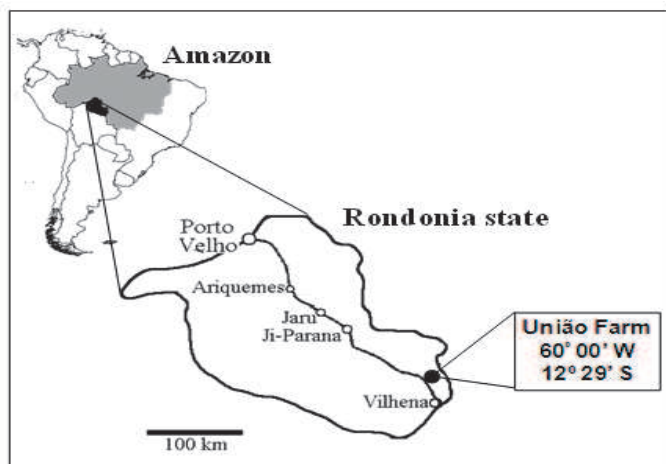 Amazon
Rondonia state
Porto
Velho
Ariquemes
Jaru
Ji-Parana
União Farm
60° 00' W
12° 29' S
Vilhena
100 km